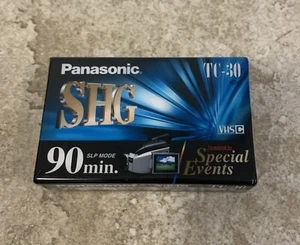 Panasonic TC-30
SHG
VHS C
90 min. SLP MODE
Special
Events